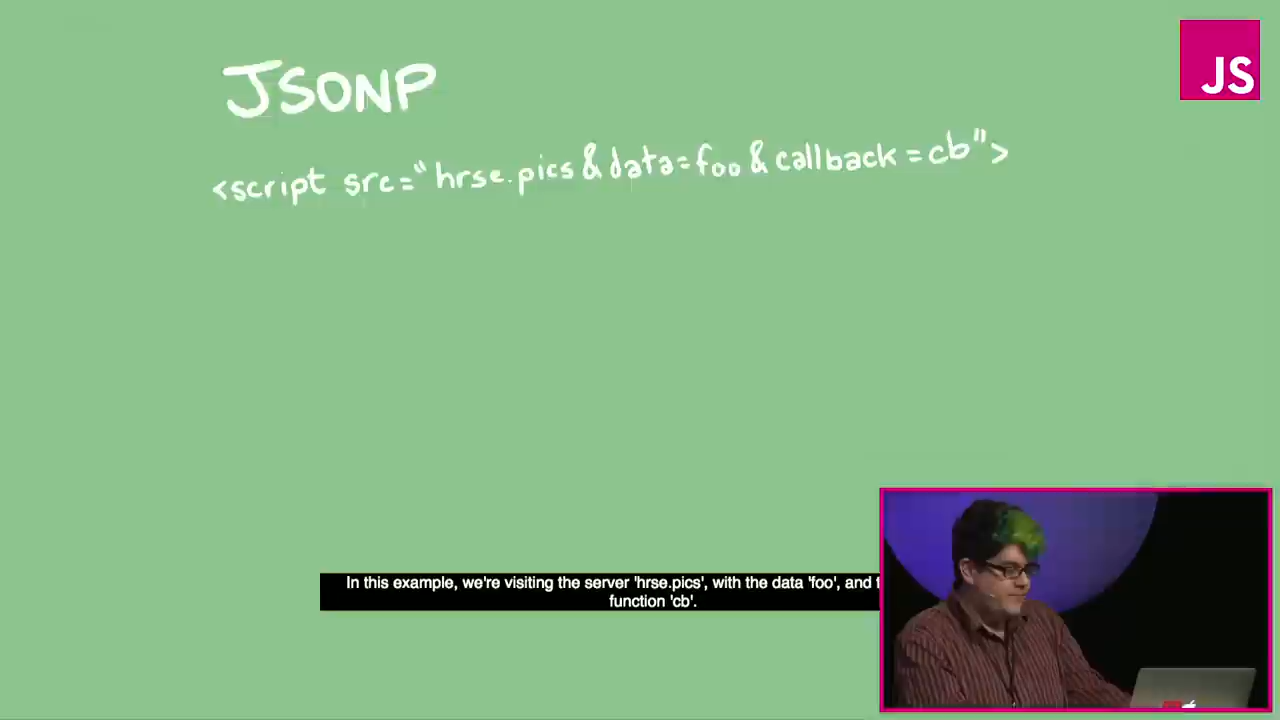 JS
JSONP
<script src="hrse.pics&data=foo&callback=cb">
In this example, we're visiting the server 'hrse.pics', with the data 'foo', and
function 'cb'.